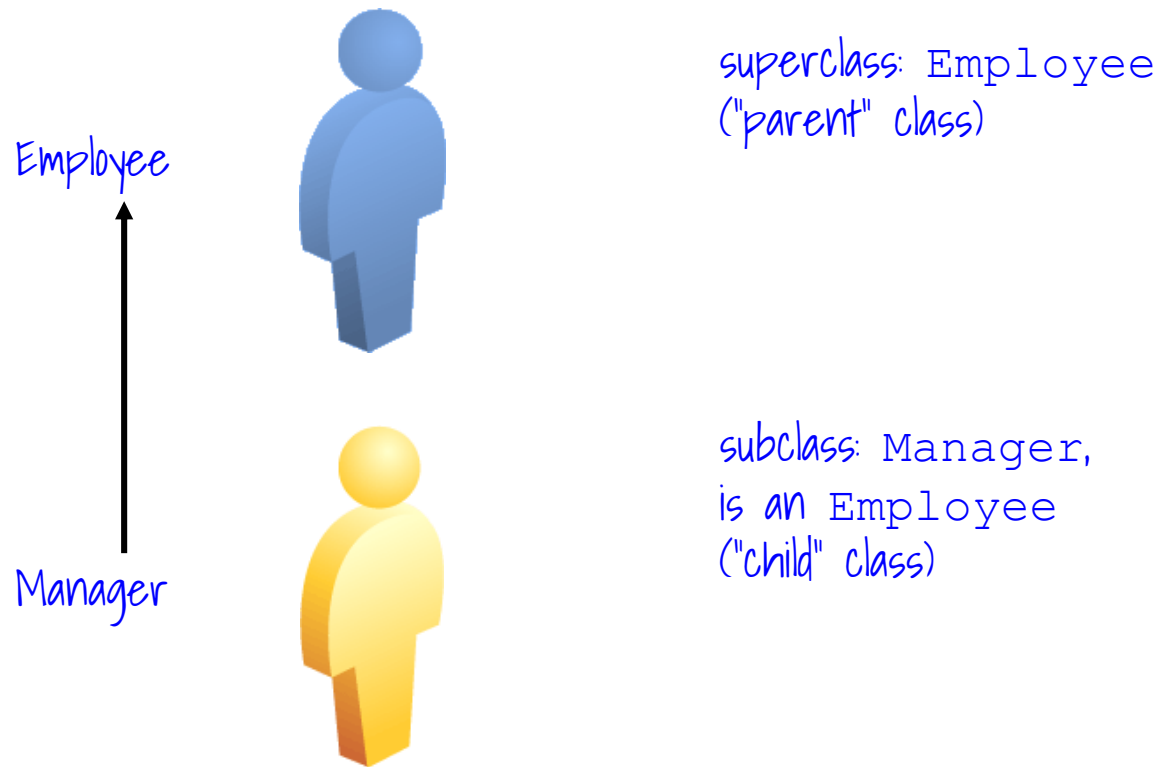 superclass: Employee
("parent" class)
Employee
subclass: Manager,
is an Employee
("child" class)
Manager